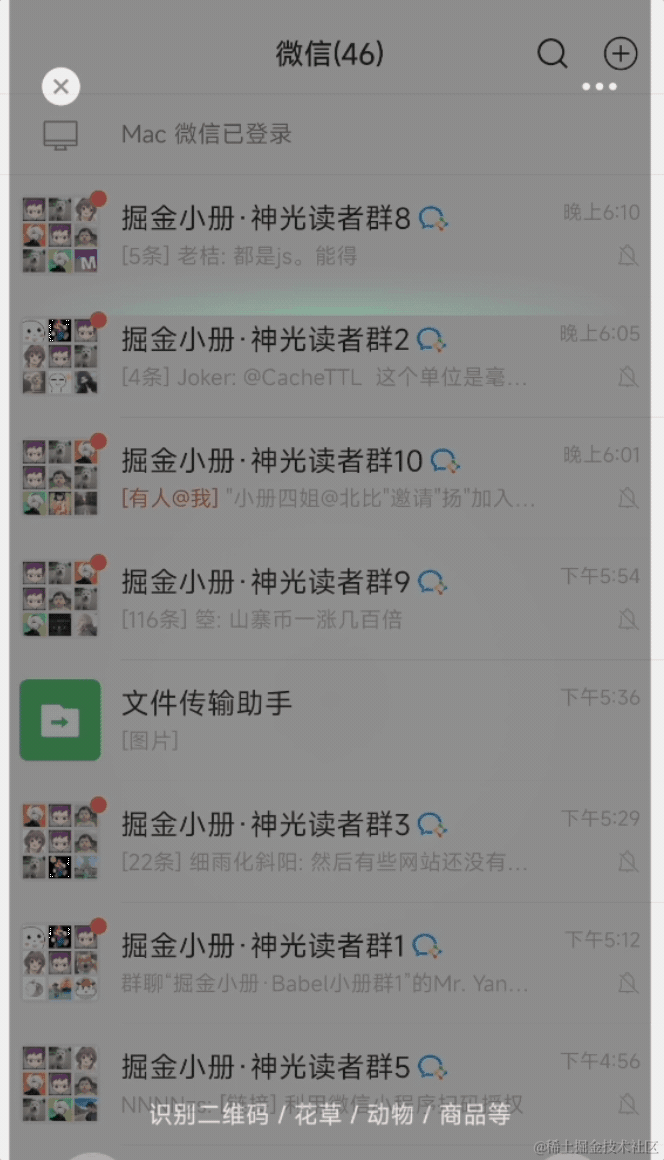 微信(46)
Mac 微信已登录
掘金小册·神光读者群8
晚上6:10
[5条] 老桔: 都是js。能得
M
掘金小册·神光读者群2
晚上6:05
[4条] Joker: @CacheTTL 这个单位是毫…
掘金小册·神光读者群10
晚上6:01
[有人@我] "小册四姐@北比"邀请"扬"加入…
掘金小册·神光读者群9
下午5:54
[116条] 箜: 山寨币一涨几百倍
文件传输助手
下午5:36
[图片]
掘金小册·神光读者群3
下午5:29
[22条] 细雨化斜阳: 然后有些网站还没有…
掘金小册·神光读者群1
下午5:12
群聊“掘金小册·Babel小册群1”的Mr. Yan…
掘金小册·神光读者群5
下午4:56
[链接] 利用微信小程序扫码授权
识别二维码 / 花草 / 动物 / 商品等
@稀土掘金技术社区